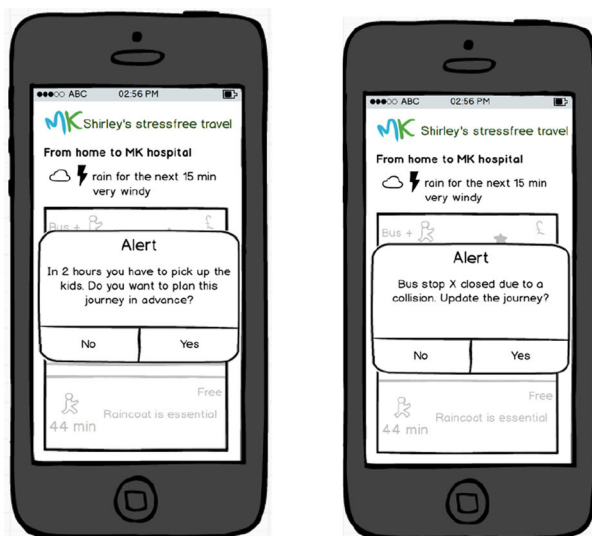 ●●●○○ ABC 02:56 PM
MK Shirley's stressfree travel
From home to MK hospital
rain for the next 15 min
very windy
Bus + £
Alert
In 2 hours you have to pick up the
kids. Do you want to plan this
journey in advance?
No Yes
Free
Raincoat is essential
44 min
●●●○○ ABC 02:56 PM
MK Shirley's stressfree travel
From home to MK hospital
rain for the next 15 min
very windy
Bus + £
Alert
Bus stop X closed due to a
collision. Update the journey?
No Yes
Free
Raincoat is essential
44 min